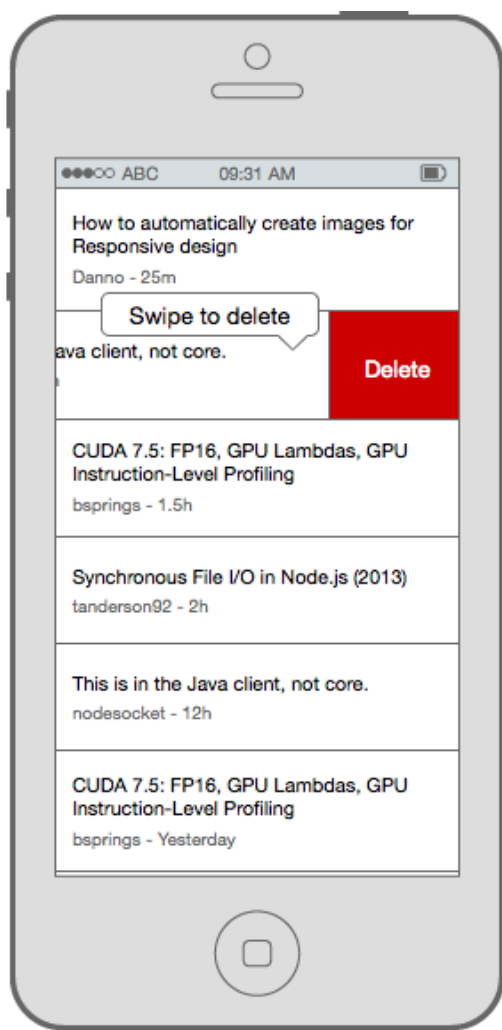 ABC 09:31 AM
How to automatically create images for
Responsive design
Danno - 25m
Swipe to delete
ava client, not core.
Delete
CUDA 7.5: FP16, GPU Lambdas, GPU
Instruction-Level Profiling
bsprings - 1.5h
Synchronous File I/O in Node.js (2013)
tanderson92 - 2h
This is in the Java client, not core.
nodesocket - 12h
CUDA 7.5: FP16, GPU Lambdas, GPU
Instruction-Level Profiling
bsprings - Yesterday